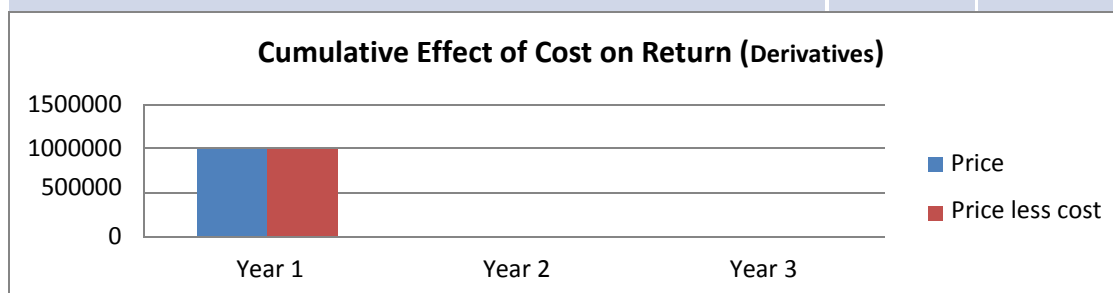 Cumulative Effect of Cost on Return (Derivatives)
1500000
1000000
500000
0
Year 1 Year 2 Year 3
Price
Price less cost